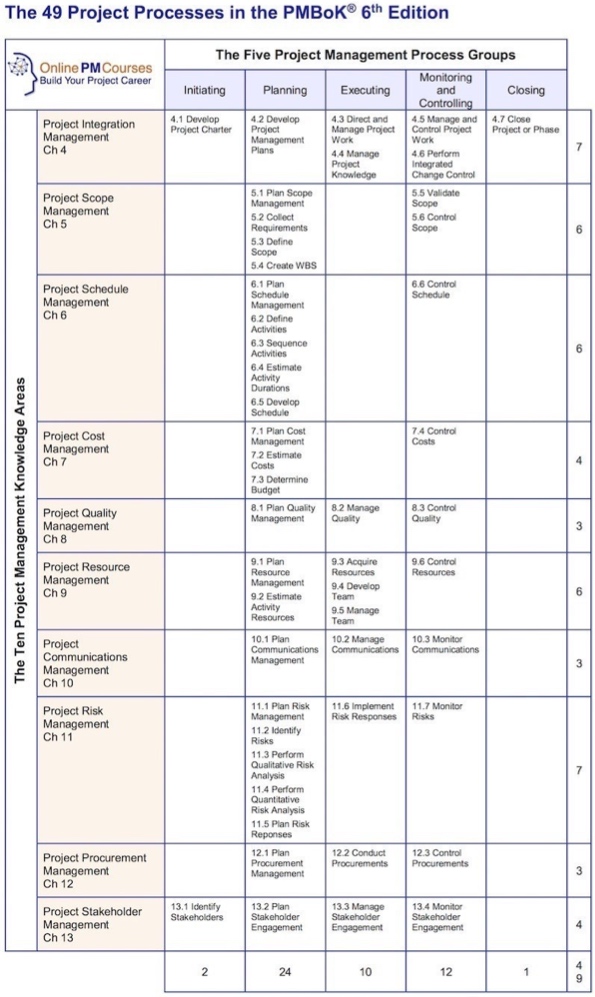 The 49 Project Processes in the PMBoK® 6th Edition
Online PM Courses
Build Your Project Career
The Five Project Management Process Groups
Initiating
Planning
Executing
Monitoring
and
Controlling
Closing
The Ten Project Management Knowledge Areas
Project Integration
Management
Ch 4
4.1 Develop
Project Charter
4.2 Develop
Project
Management
Plans
4.3 Direct and
Manage Project
Work
4.4 Manage
Project
Knowledge
4.5 Manage and
Control Project
Work
4.6 Perform
Integrated
Change Control
4.7 Close
Project or Phase
7
Project Scope
Management
Ch 5
5.1 Plan Scope
Management
5.2 Collect
Requirements
5.3 Define
Scope
5.4 Create WBS
5.5 Validate
Scope
5.6 Control
Scope
6
Project Schedule
Management
Ch 6
6.1 Plan
Schedule
Management
6.2 Define
Activities
6.3 Sequence
Activities
6.4 Estimate
Activity
Durations
6.5 Develop
Schedule
6.6 Control
Schedule
6
Project Cost
Management
Ch 7
7.1 Plan Cost
Management
7.2 Estimate
Costs
7.3 Determine
Budget
7.4 Control
Costs
4
Project Quality
Management
Ch 8
8.1 Plan Quality
Management
8.2 Manage
Quality
8.3 Control
Quality
3
Project Resource
Management
Ch 9
9.1 Plan
Resource
Management
9.2 Estimate
Activity
Resources
9.3 Acquire
Resources
9.4 Develop
Team
9.5 Manage
Team
9.6 Control
Resources
6
Project
Communications
Management
Ch 10
10.1 Plan
Communications
Management
10.2 Manage
Communications
10.3 Monitor
Communications
3
Project Risk
Management
Ch 11
11.1 Plan Risk
Management
11.2 Identify
Risks
11.3 Perform
Qualitative Risk
Analysis
11.4 Perform
Quantitative
Risk Analysis
11.5 Plan Risk
Reponses
11.6 Implement
Risk Responses
11.7 Monitor
Risks
7
Project Procurement
Management
Ch 12
12.1 Plan
Procurement
Management
12.2 Conduct
Procurements
12.3 Control
Procurements
3
Project Stakeholder
Management
Ch 13
13.1 Identify
Stakeholders
13.2 Plan
Stakeholder
Engagement
13.3 Manage
Stakeholder
Engagement
13.4 Monitor
Stakeholder
Engagement
4
2
24
10
12
1
4
9